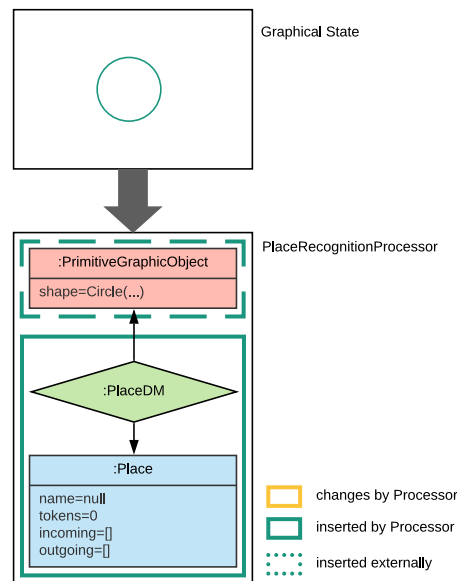 Graphical State
PlaceRecognitionProcessor
:PrimitiveGraphicObject
shape=Circle(...)
:PlaceDM
:Place
name=null
tokens=0
incoming=[]
outgoing=[]
changes by Processor
inserted by Processor
inserted externally